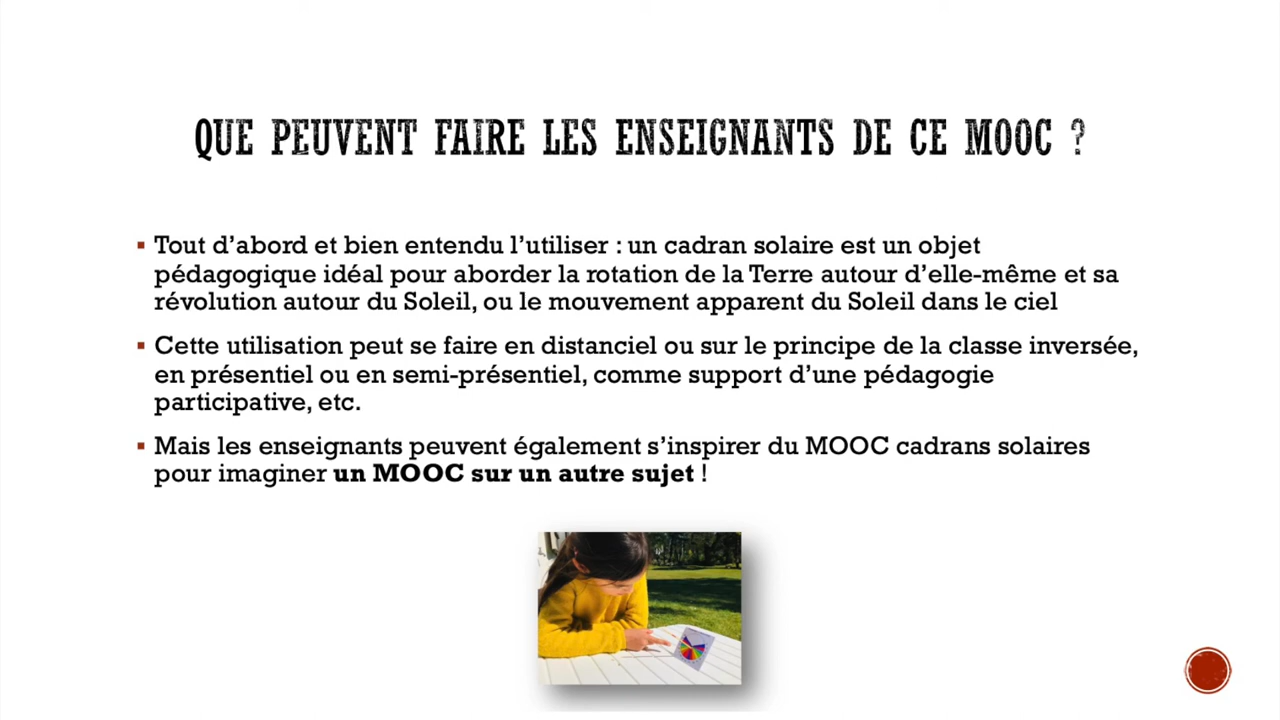 QUE PEUVENT FAIRE LES ENSEIGNANTS DE CE MOOC ?
▪ Tout d’abord et bien entendu l’utiliser : un cadran solaire est un objet
pédagogique idéal pour aborder la rotation de la Terre autour d’elle-même et sa
révolution autour du Soleil, ou le mouvement apparent du Soleil dans le ciel
▪ Cette utilisation peut se faire en distanciel ou sur le principe de la classe inversée,
en présentiel ou en semi-présentiel, comme support d’une pédagogie
participative, etc.
▪ Mais les enseignants peuvent également s’inspirer du MOOC cadrans solaires
pour imaginer un MOOC sur un autre sujet !